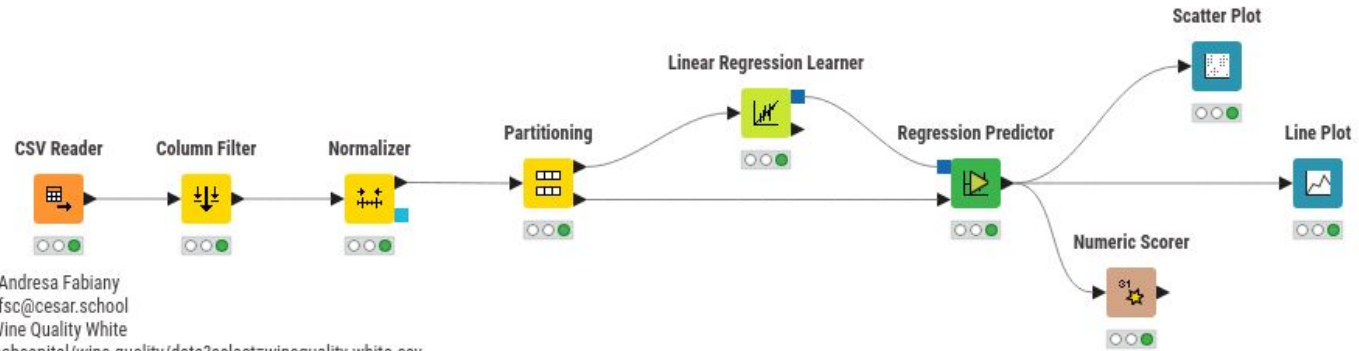 Scatter Plot
Linear Regression Learner
Partitioning
Regression Predictor
Line Plot
CSV Reader
Column Filter
Normalizer
Numeric Scorer
Andresa Fabiany
fsc@cesar.school
Wine Quality White